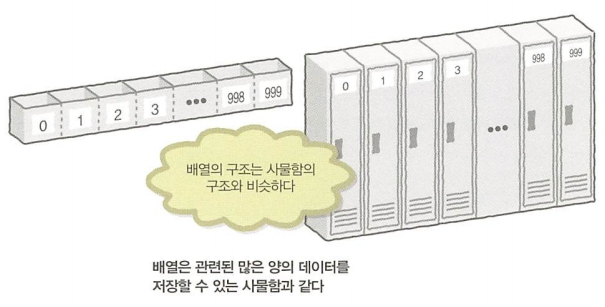 0 1 2 3 ••• 998 999
0 1 2 3 ••• 998 999
배열의 구조는 사물함의
구조와 비슷하다
배열은 관련된 많은 양의 데이터를
저장할 수 있는 사물함과 같다